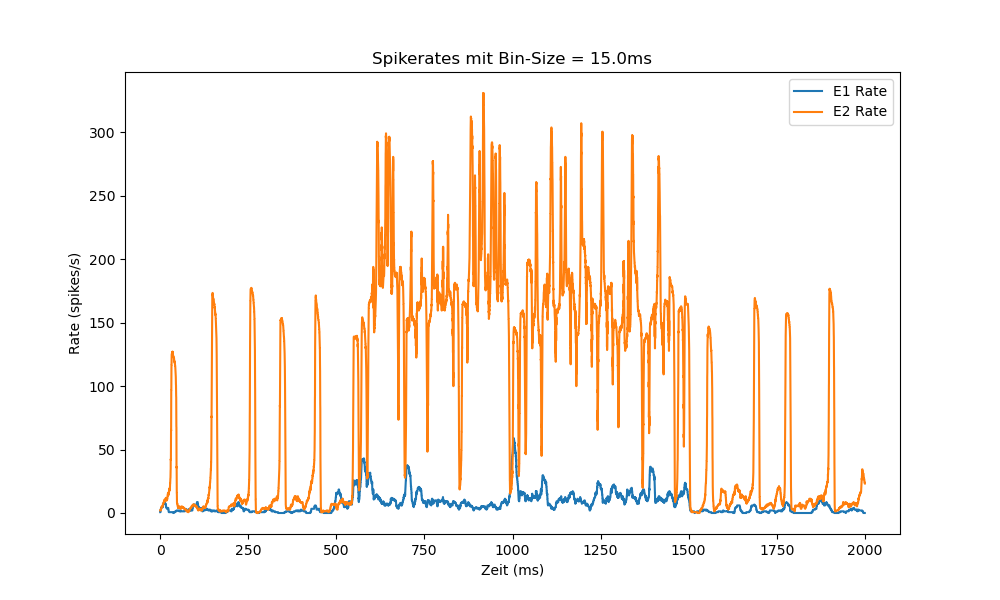 Spikerates mit Bin-Size = 15.0ms
E1 Rate
E2 Rate
300
250
200
150
100
50
0
Rate (spikes/s)
0 250 500 750 1000 1250 1500 1750 2000
Zeit (ms)